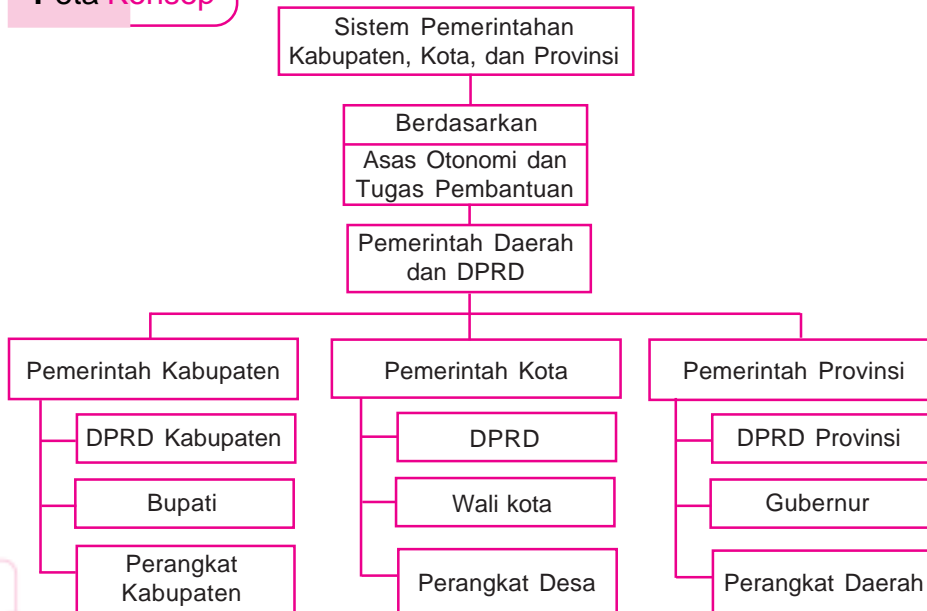 Peta Konsep
Sistem Pemerintahan
Kabupaten, Kota, dan Provinsi
Berdasarkan
Asas Otonomi dan
Tugas Pembantuan
Pemerintah Daerah
dan DPRD
Pemerintah Kabupaten
DPRD Kabupaten
Bupati
Perangkat
Kabupaten
Pemerintah Kota
DPRD
Wali kota
Perangkat Desa
Pemerintah Provinsi
DPRD Provinsi
Gubernur
Perangkat Daerah